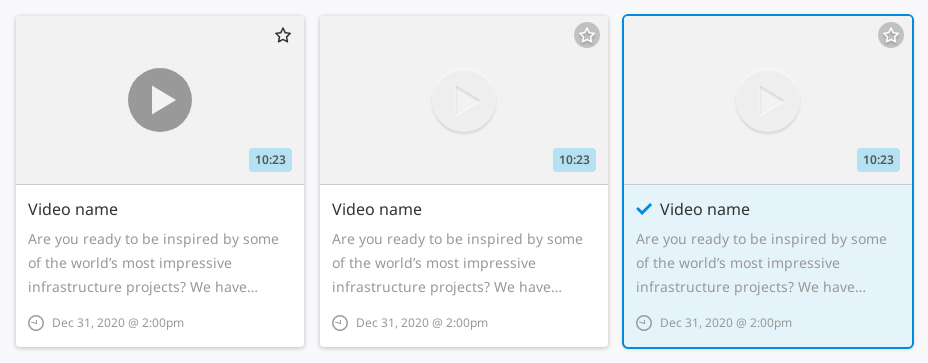 10:23
Video name
Are you ready to be inspired by some
of the world’s most impressive
infrastructure projects? We have...
Dec 31, 2020 @ 2:00pm
10:23
Video name
Are you ready to be inspired by some
of the world’s most impressive
infrastructure projects? We have...
Dec 31, 2020 @ 2:00pm
10:23
Video name
Are you ready to be inspired by some
of the world’s most impressive
infrastructure projects? We have...
Dec 31, 2020 @ 2:00pm